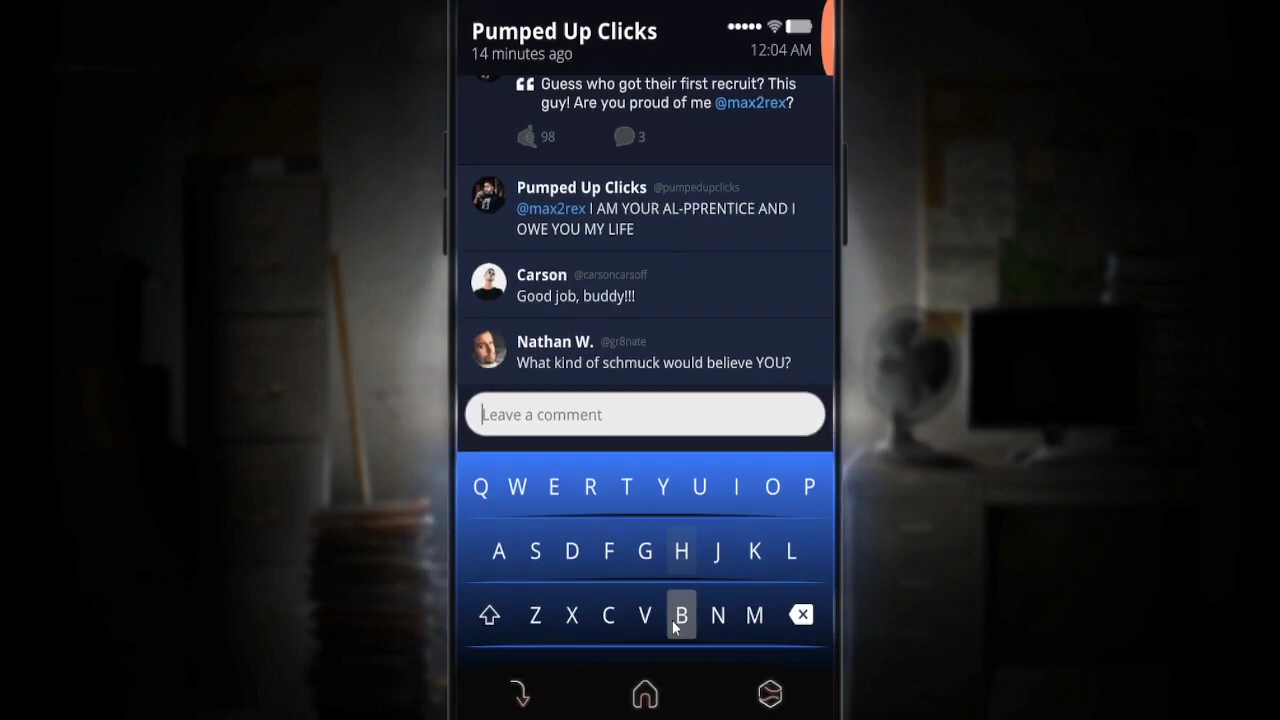 Pumped Up Clicks
14 minutes ago
12:04 AM
Guess who got their first recruit? This
guy! Are you proud of me @max2rex?
98
3
Pumped Up Clicks @pumpedupclicks
@max2rex I AM YOUR AL-PPRENTICE AND I
OWE YOU MY LIFE
Carson @carsoncarsoff
Good job, buddy!!!
Nathan W. @gr8nate
What kind of schmuck would believe YOU?
Leave a comment
Q W E R T Y U I O P
A S D F G H J K L
Z X C V B N M